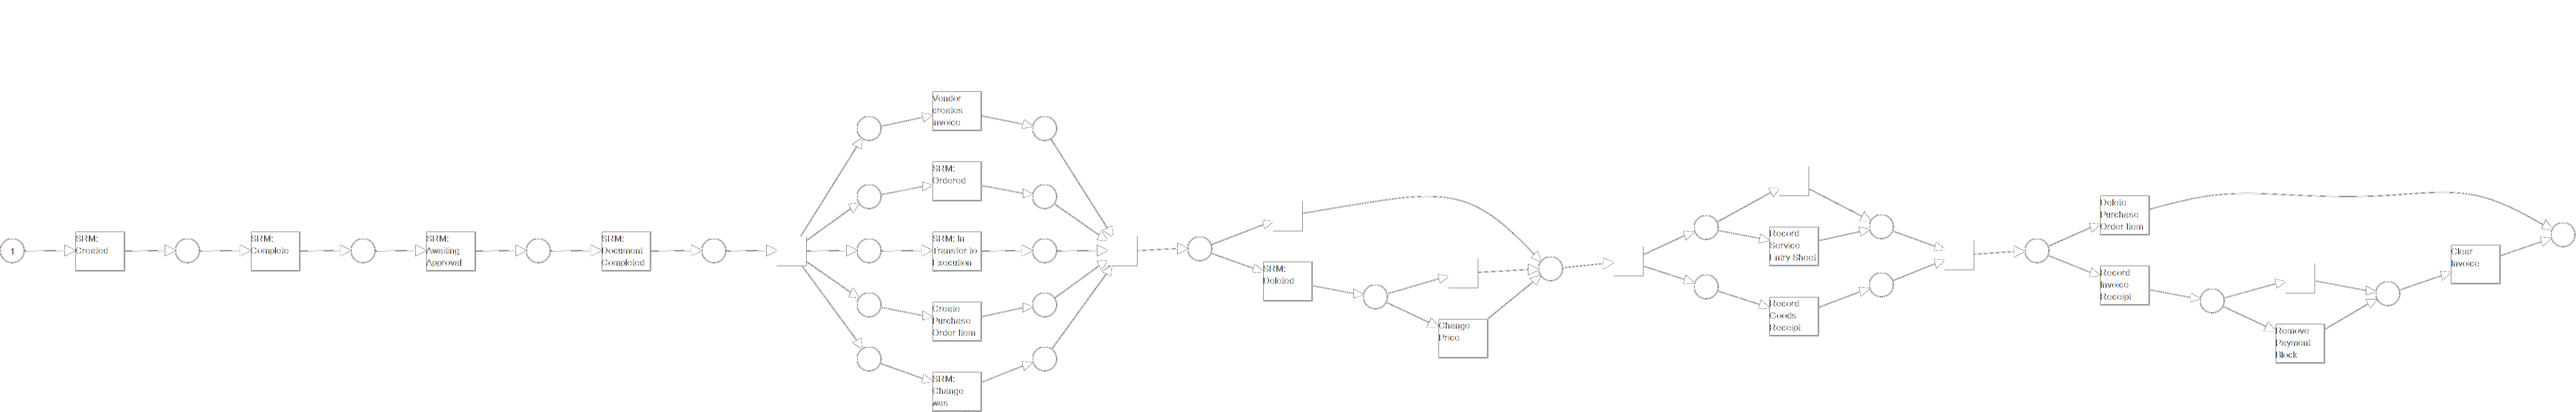 1
SRM:
Created
SRM:
Complete
SRM:
Awaiting
Approval
SRM:
Document
Completed
Vendor
creates
invoice
SRM:
Ordered
SRM: In
Transfer to
Execution
Create
Purchase
Order Item
SRM:
Change
was
SRM:
Deleted
Change
Price
Record
Service
Entry Sheet
Record
Goods
Receipt
Delete
Purchase
Order Item
Record
Invoice
Receipt
Remove
Payment
Block
Clear
Invoice